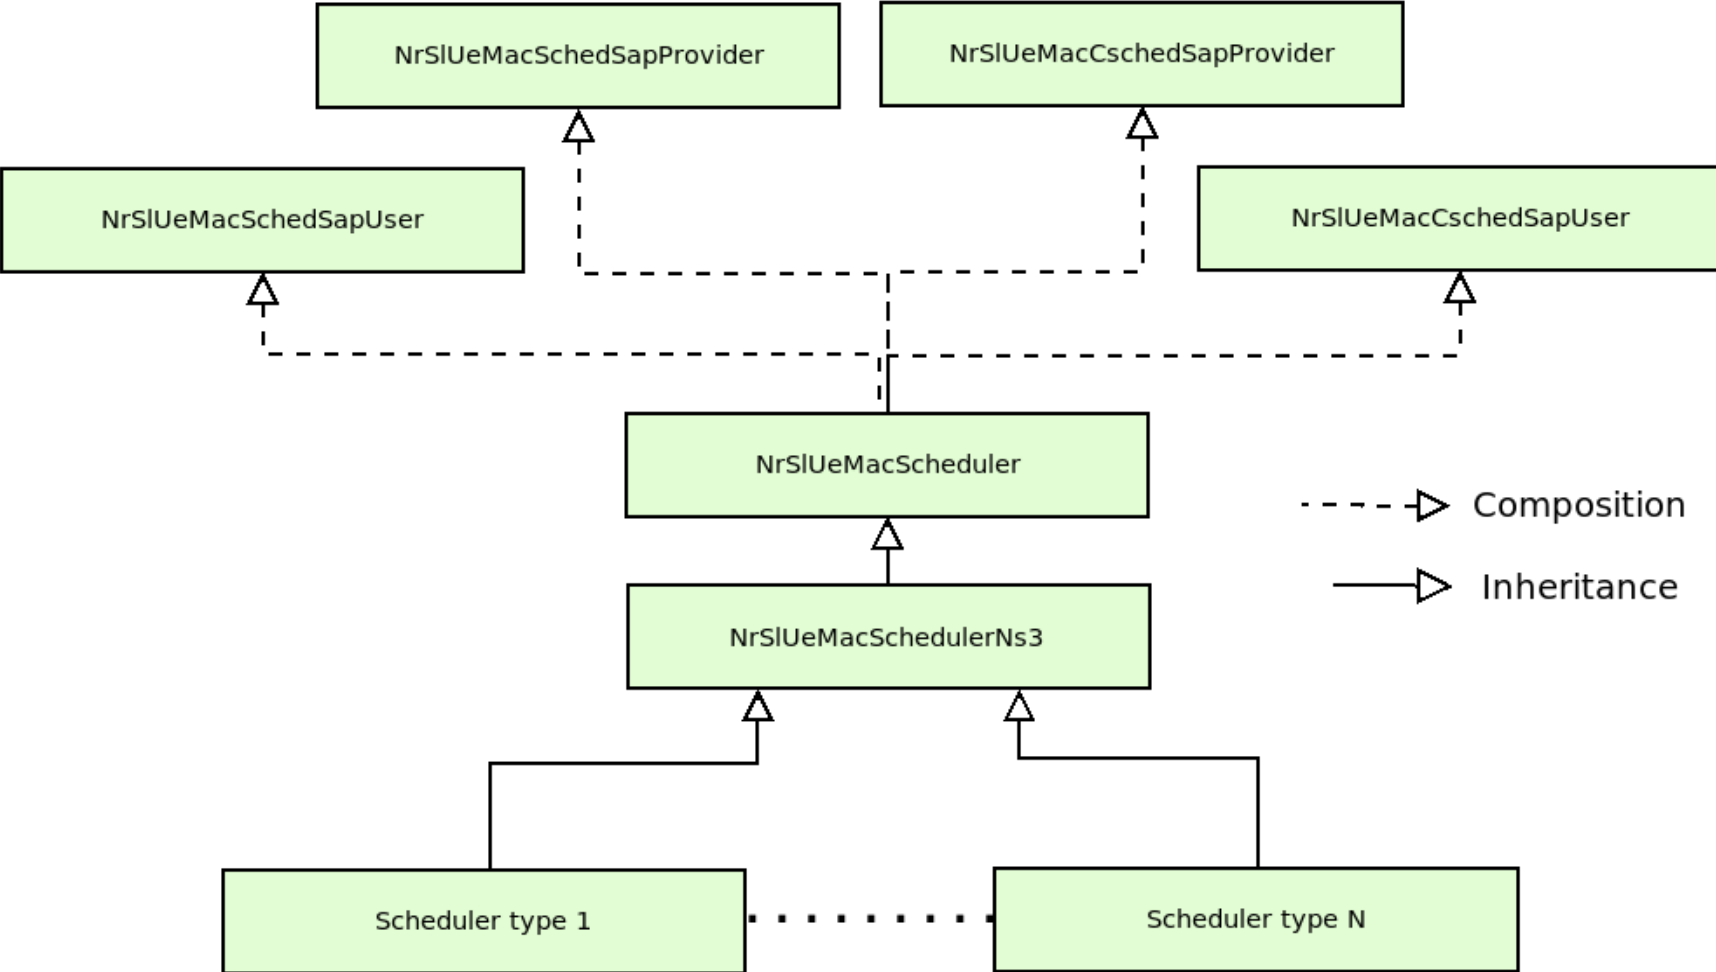 NrSlUeMacSchedSapProvider
NrSlUeMacCschedSapProvider
NrSlUeMacSchedSapUser
NrSlUeMacCschedSapUser
NrSlUeMacScheduler
Composition
Inheritance
NrSlUeMacSchedulerNs3
Scheduler type 1
Scheduler type N